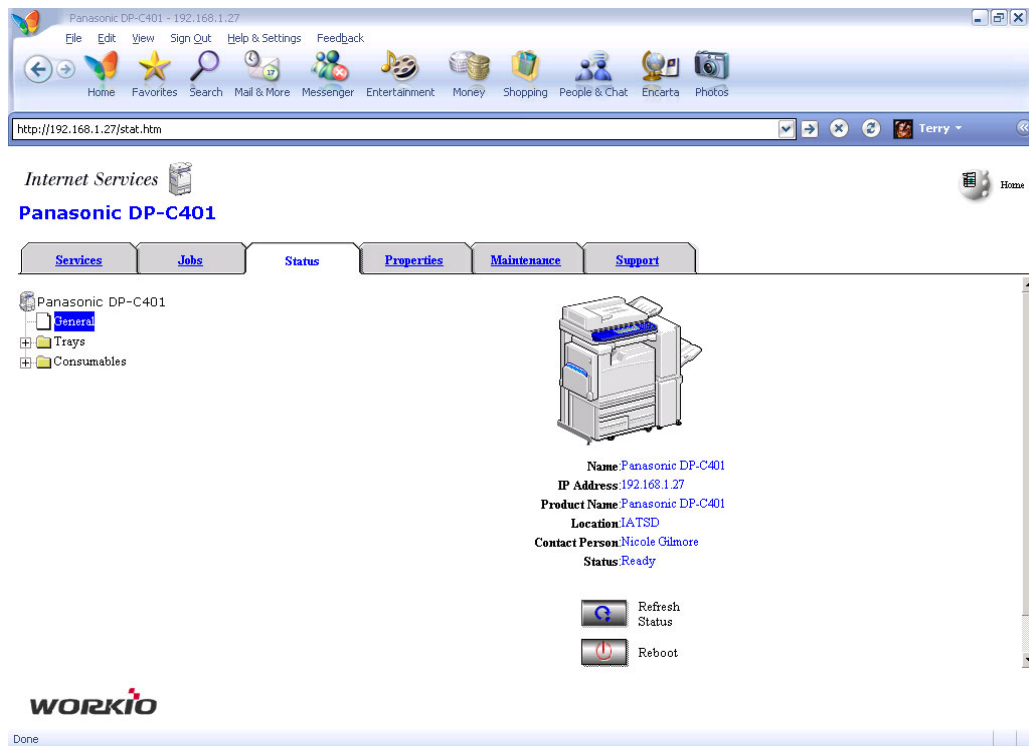 Panasonic DP-C401 - 192.168.1.27
File Edit View Sign Out Help & Settings Feedback
Home Favorites Search Mail & More Messenger Entertainment Money Shopping People & Chat Encarta Photos
http://192.168.1.27/stat.htm Terry
Internet Services Home
Panasonic DP-C401
Services Jobs Status Properties Maintenance Support
Panasonic DP-C401
General
Trays
Consumables
Name:Panasonic DP-C401
IP Address:192.168.1.27
Product Name:Panasonic DP-C401
Location:IATSD
Contact Person:Nicole Gilmore
Status:Ready
Refresh
Status
Reboot
WORKiO
Done